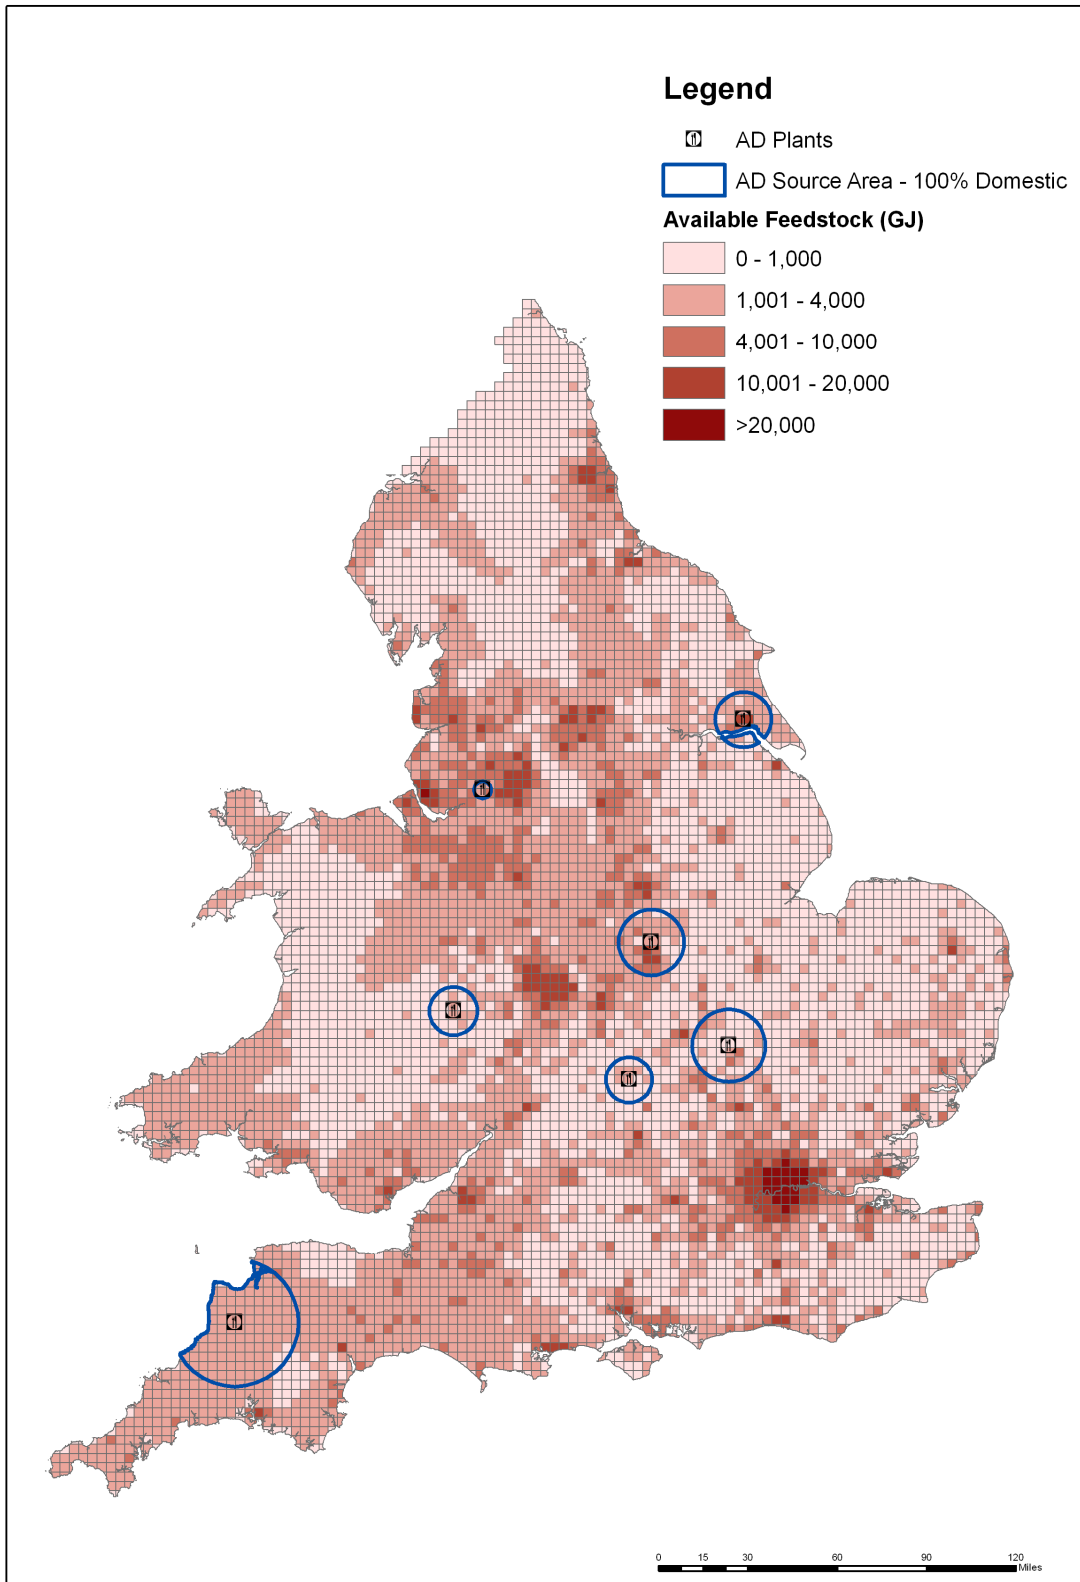 Legend
AD Plants
AD Source Area - 100% Domestic
Available Feedstock (GJ)
0 - 1,000
1,001 - 4,000
4,001 - 10,000
10,001 - 20,000
>20,000
0 15 30 60 90 120
Miles